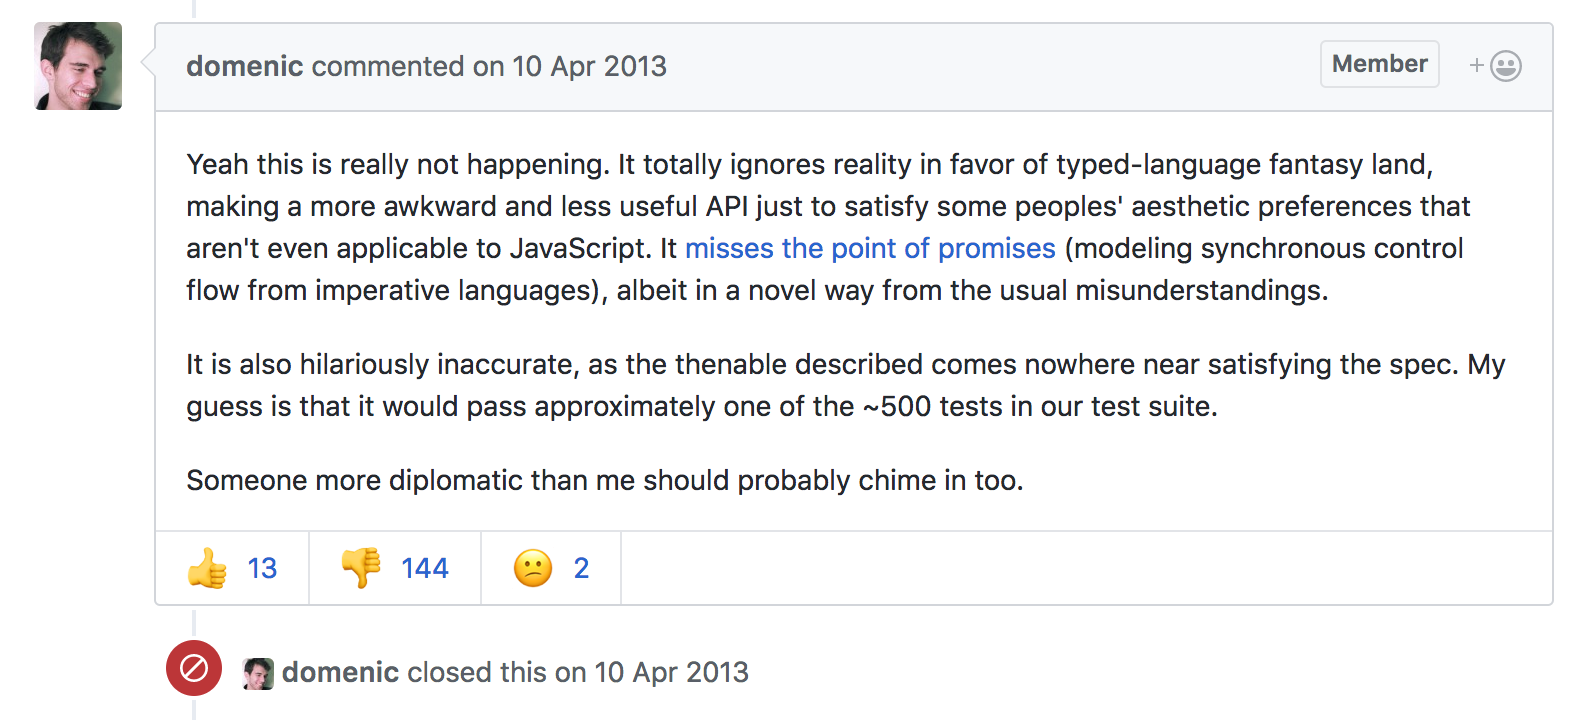 domenic commented on 10 Apr 2013
Member
+
Yeah this is really not happening. It totally ignores reality in favor of typed-language fantasy land,
making a more awkward and less useful API just to satisfy some peoples' aesthetic preferences that
aren't even applicable to JavaScript. It misses the point of promises (modeling synchronous control
flow from imperative languages), albeit in a novel way from the usual misunderstandings.
It is also hilariously inaccurate, as the thenable described comes nowhere near satisfying the spec. My
guess is that it would pass approximately one of the ~500 tests in our test suite.
Someone more diplomatic than me should probably chime in too.
👍 13 👎 144 😕 2
domenic closed this on 10 Apr 2013